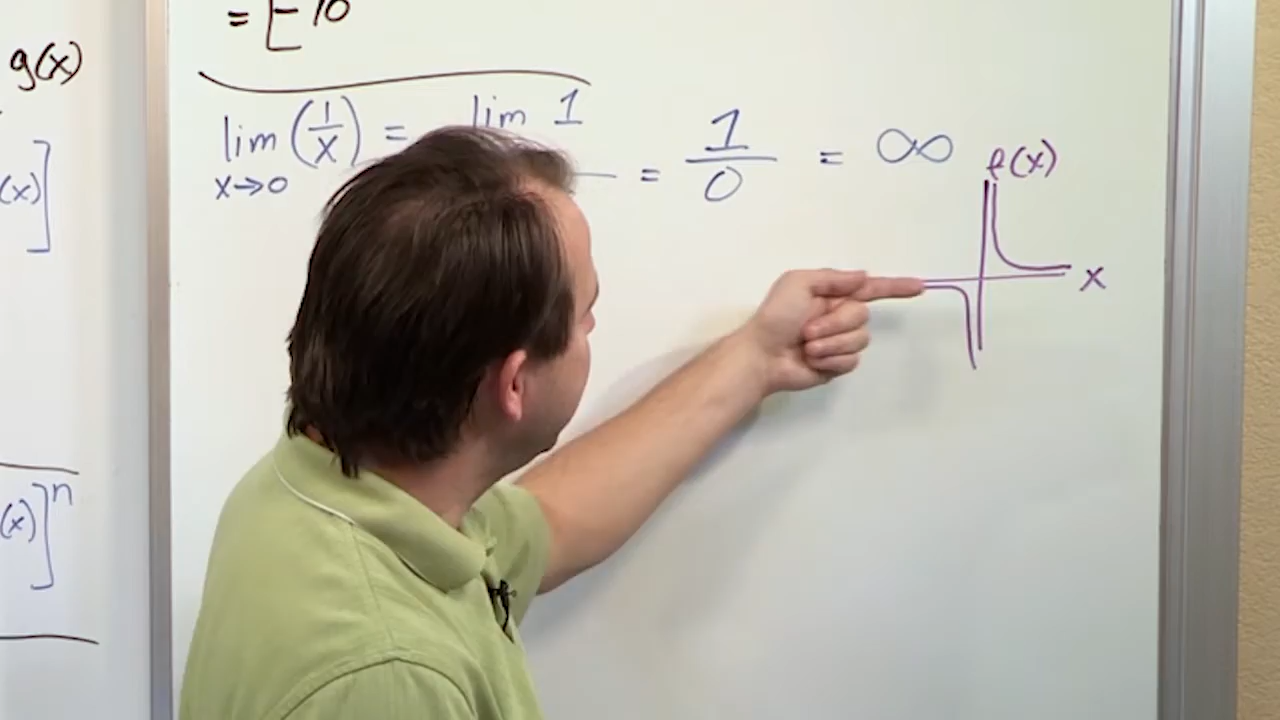 = [-10
g(x)
lim (1/x) = lim 1 = 1/0 = ∞
x→0
f(x)
x
(x)]
(x)]^n